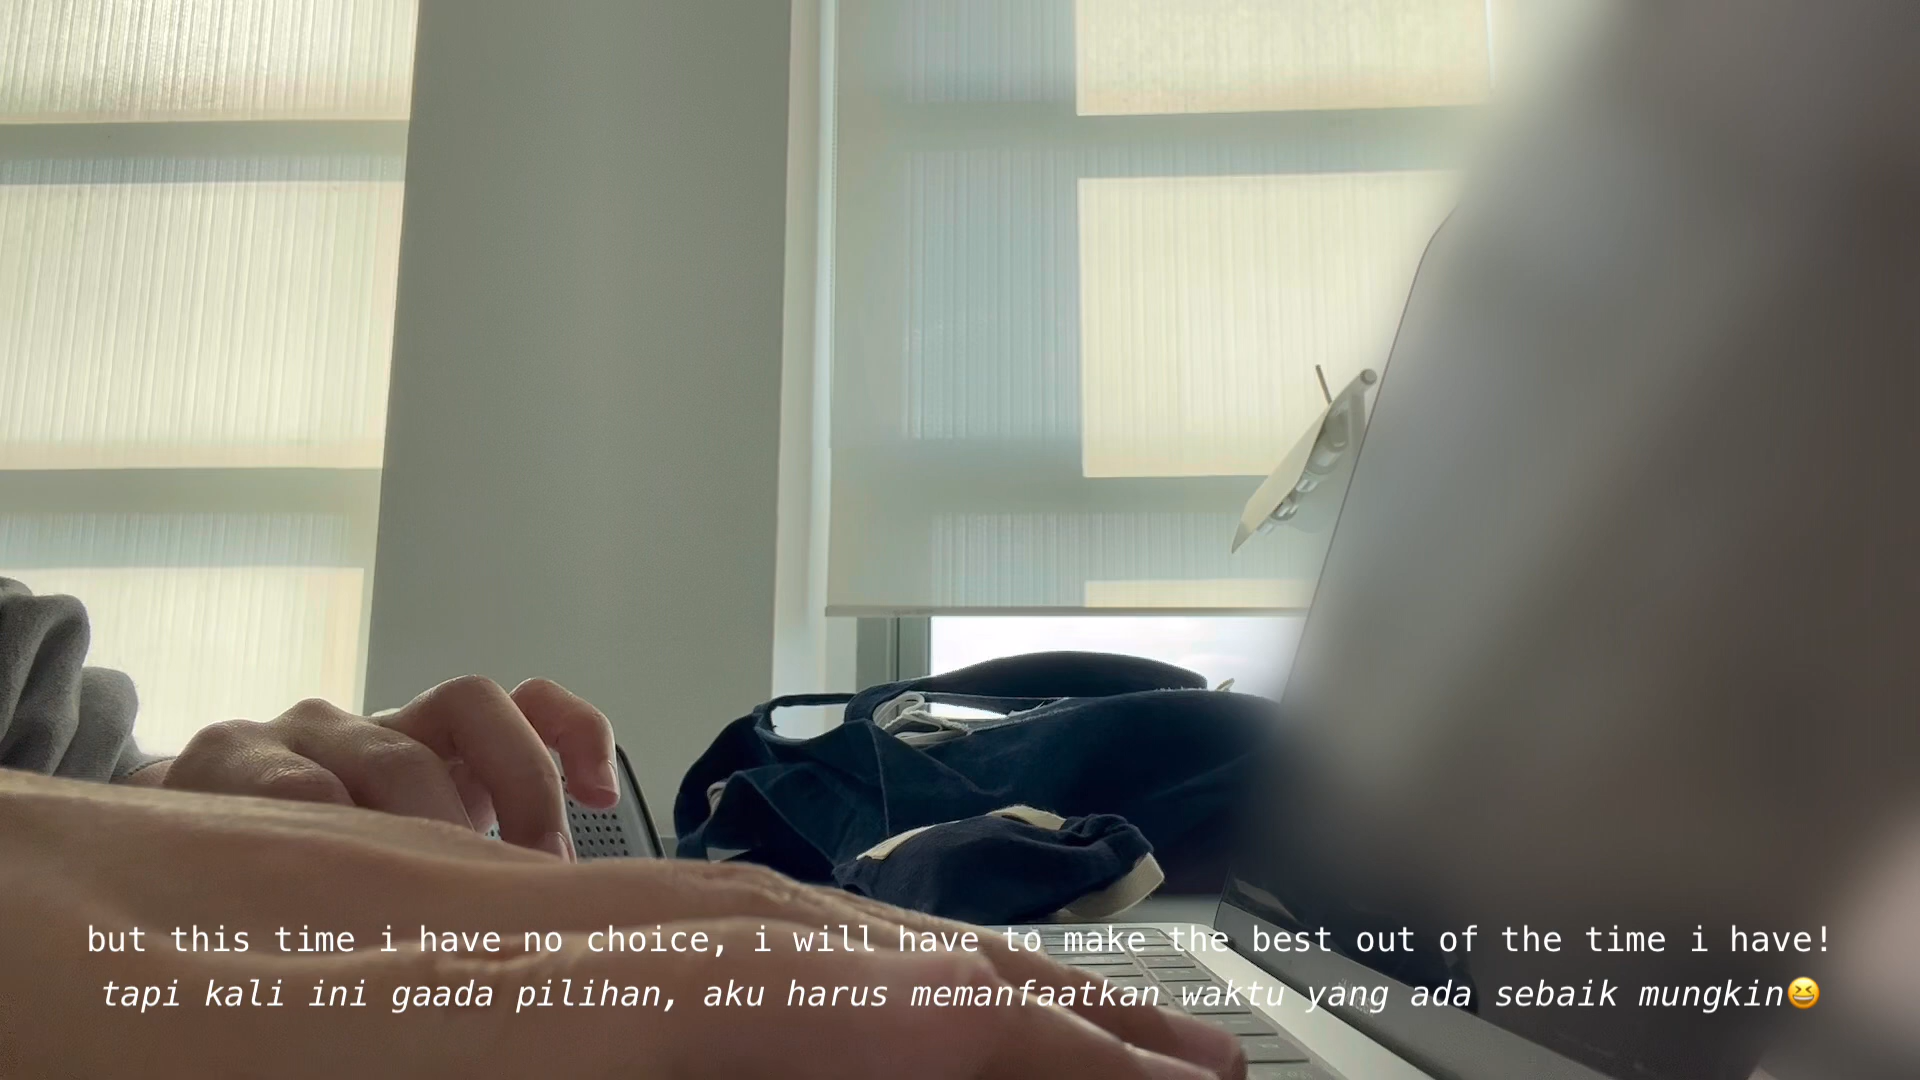 but this time i have no choice, i will have to make the best out of the time i have!
tapi kali ini gaada pilihan, aku harus memanfaatkan waktu yang ada sebaik mungkin😆